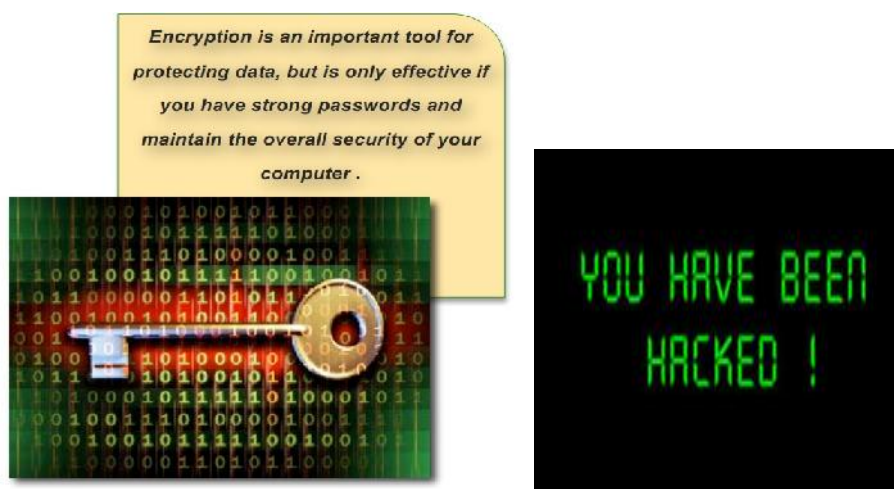 Encryption is an important tool for
protecting data, but is only effective if
you have strong passwords and
maintain the overall security of your
computer .
YOU HAVE BEEN
HACKED !